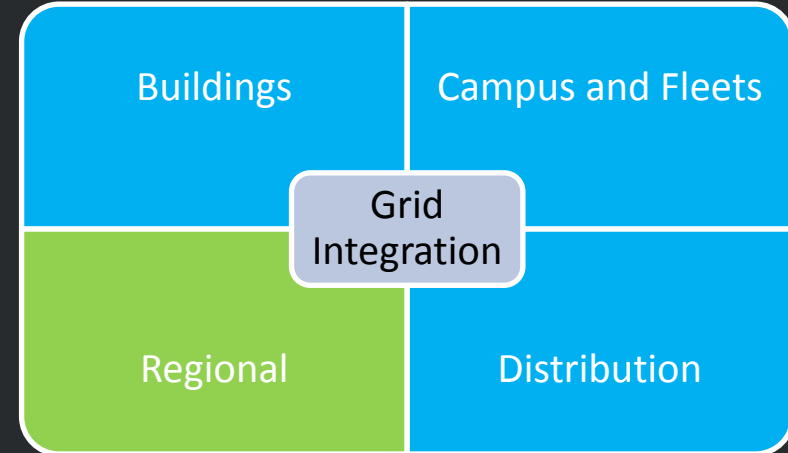 Buildings
Campus and Fleets
Grid
Integration
Regional
Distribution